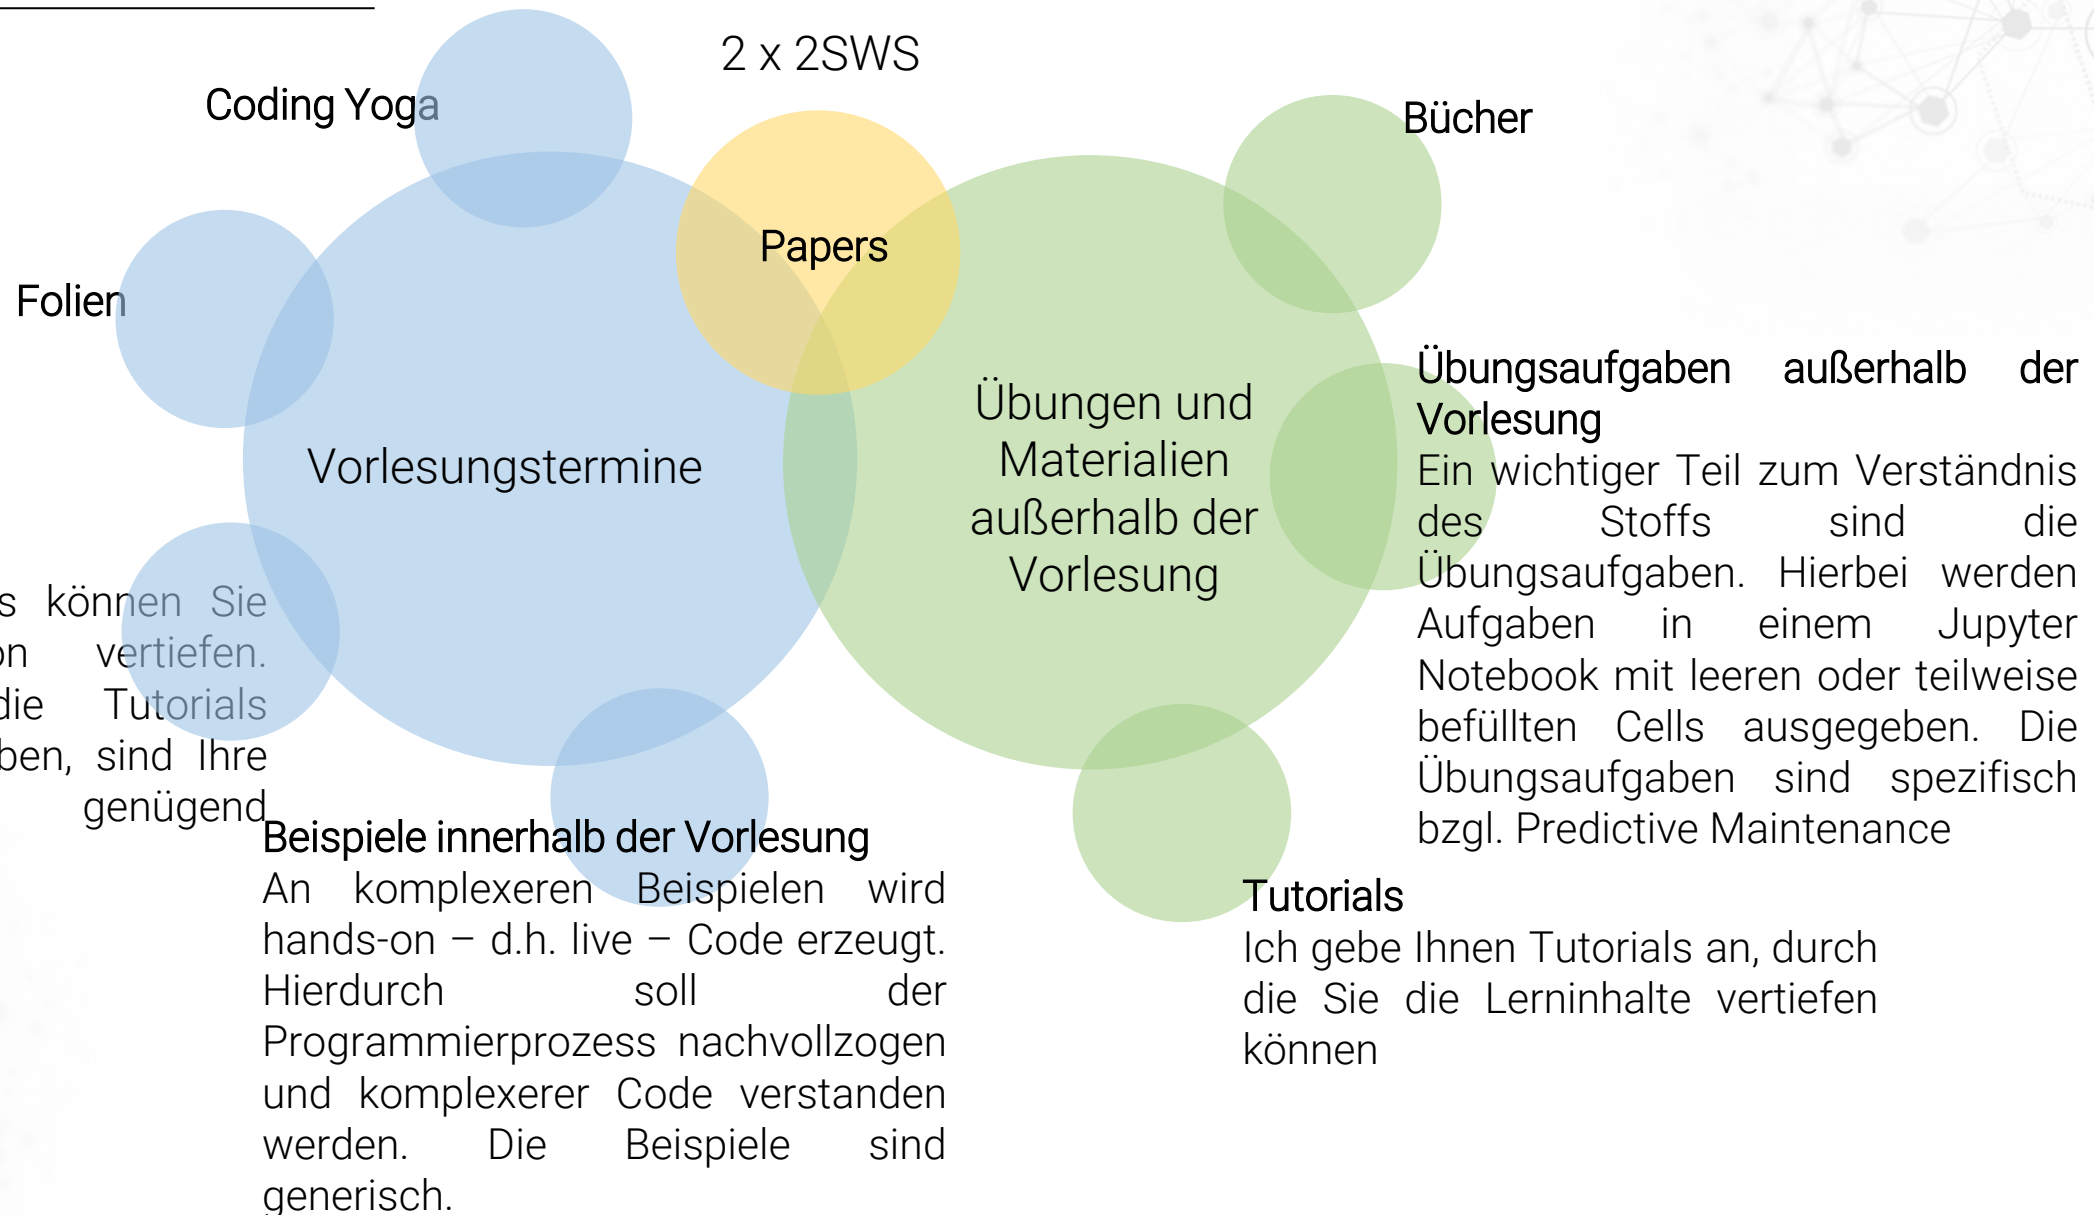 2 x 2SWS
Coding Yoga
Bücher
Papers
Folien
Vorlesungstermine
Übungen und
Materialien
außerhalb der
Vorlesung
Übungsaufgaben außerhalb der
Vorlesung
Ein wichtiger Teil zum Verständnis
des Stoffs sind die
Übungsaufgaben. Hierbei werden
Aufgaben in einem Jupyter
Notebook mit leeren oder teilweise
befüllten Cells ausgegeben. Die
Übungsaufgaben sind spezifisch
bzgl. Predictive Maintenance
s können Sie
on vertiefen.
die Tutorials
ben, sind Ihre
genügend
Beispiele innerhalb der Vorlesung
An komplexeren Beispielen wird
hands-on – d.h. live – Code erzeugt.
Hierdurch soll der
Programmierprozess nachvollzogen
und komplexerer Code verstanden
werden. Die Beispiele sind
generisch.
Tutorials
Ich gebe Ihnen Tutorials an, durch
die Sie die Lerninhalte vertiefen
können